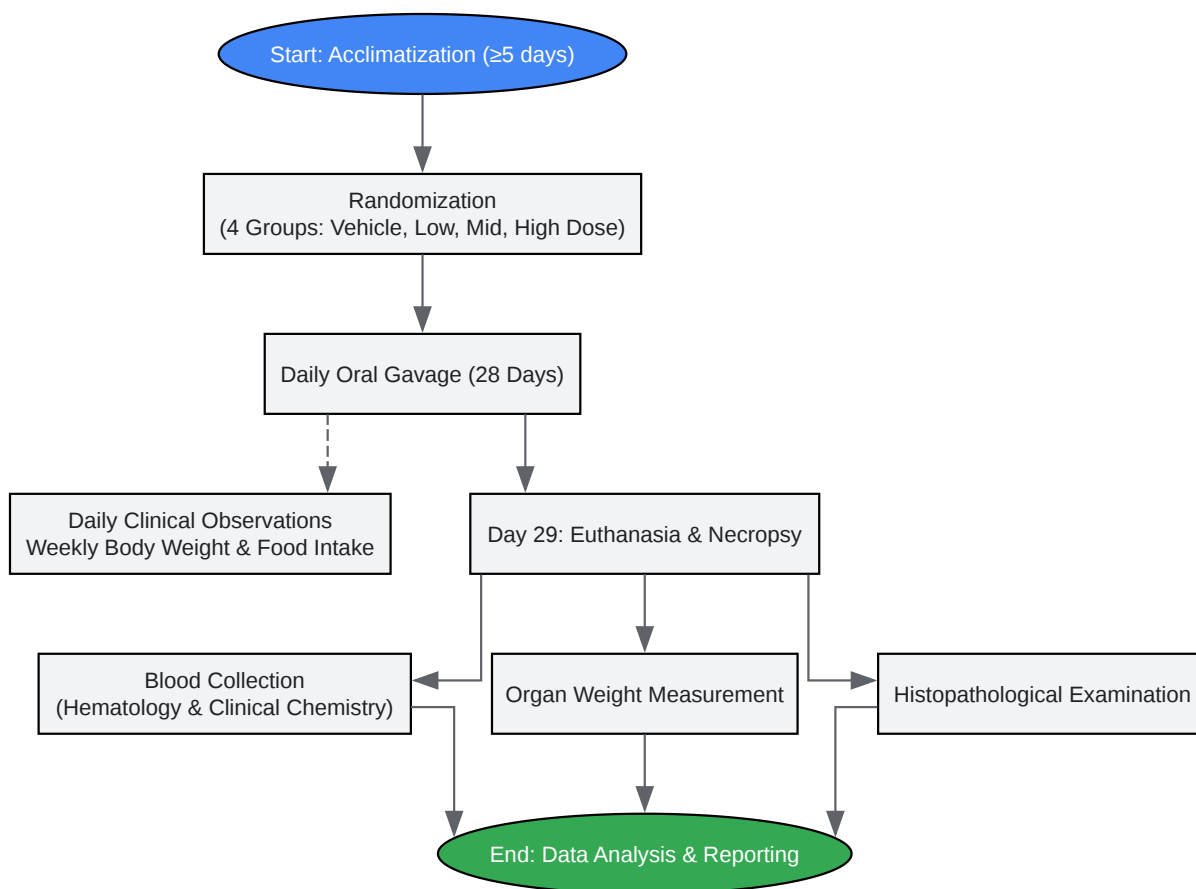 Start: Acclimatization (≥5 days)
Randomization
(4 Groups: Vehicle, Low, Mid, High Dose)
Daily Oral Gavage (28 Days)
Daily Clinical Observations
Weekly Body Weight & Food Intake
Day 29: Euthanasia & Necropsy
Blood Collection
(Hematology & Clinical Chemistry)
Organ Weight Measurement
Histopathological Examination
End: Data Analysis & Reporting